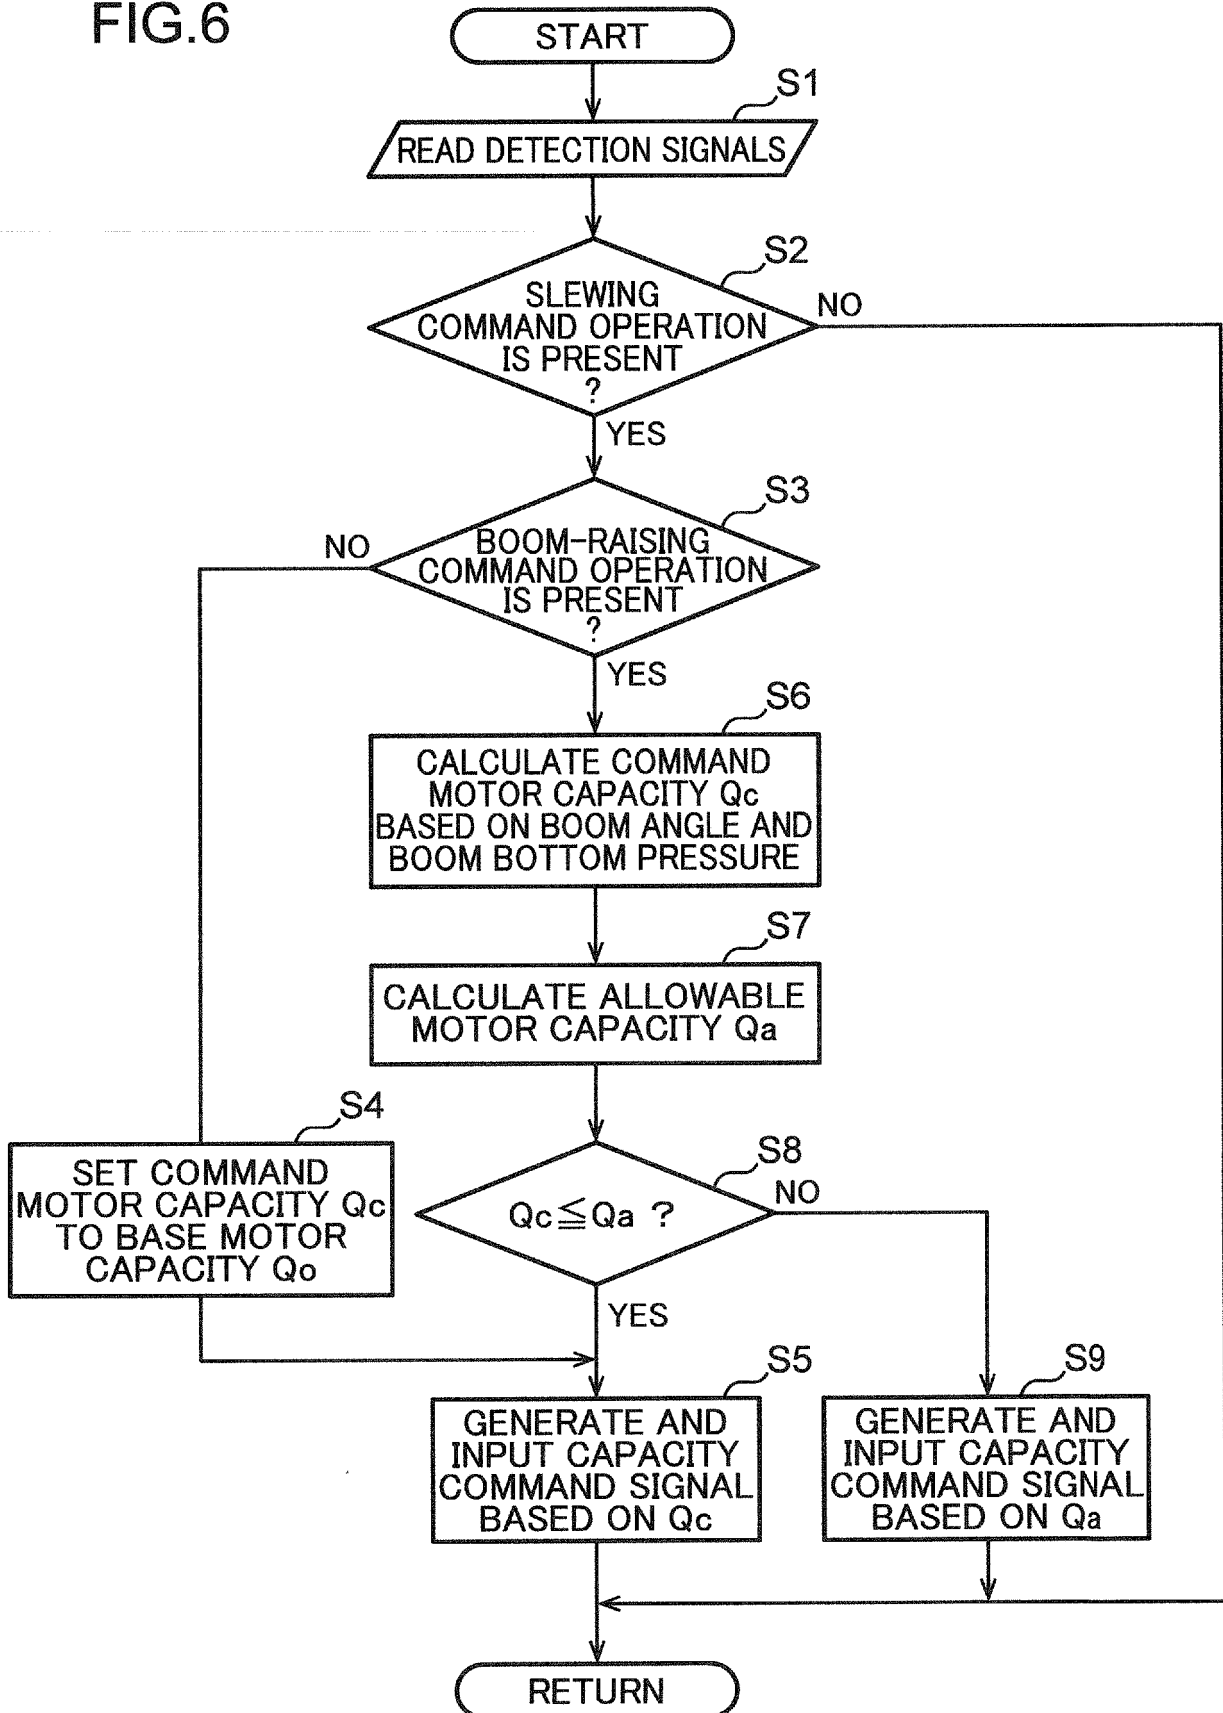 FIG.6
START
S1
READ DETECTION SIGNALS
S2
SLEWING
COMMAND OPERATION
IS PRESENT
?
NO
YES
S3
BOOM-RAISING
COMMAND OPERATION
IS PRESENT
?
NO
YES
S6
CALCULATE COMMAND
MOTOR CAPACITY Qc
BASED ON BOOM ANGLE AND
BOOM BOTTOM PRESSURE
S7
CALCULATE ALLOWABLE
MOTOR CAPACITY Qa
S4
SET COMMAND
MOTOR CAPACITY Qc
TO BASE MOTOR
CAPACITY Qo
S8
Qc≦Qa ?
NO
YES
S5
GENERATE AND
INPUT CAPACITY
COMMAND SIGNAL
BASED ON Qc
S9
GENERATE AND
INPUT CAPACITY
COMMAND SIGNAL
BASED ON Qa
RETURN